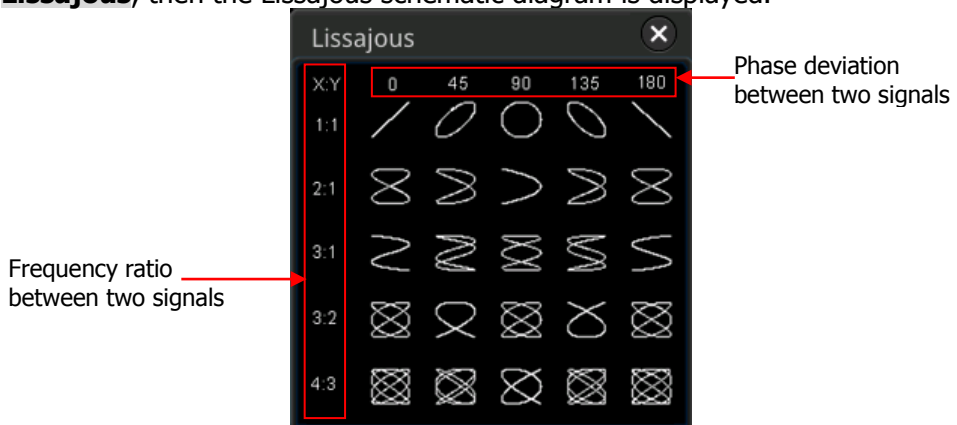 Lissajous, then the Lissajous schematic diagram is displayed.
Lissajous
X:Y 0 45 90 135 180
Phase deviation
between two signals
1:1
2:1
3:1
Frequency ratio
between two signals
3:2
4:3